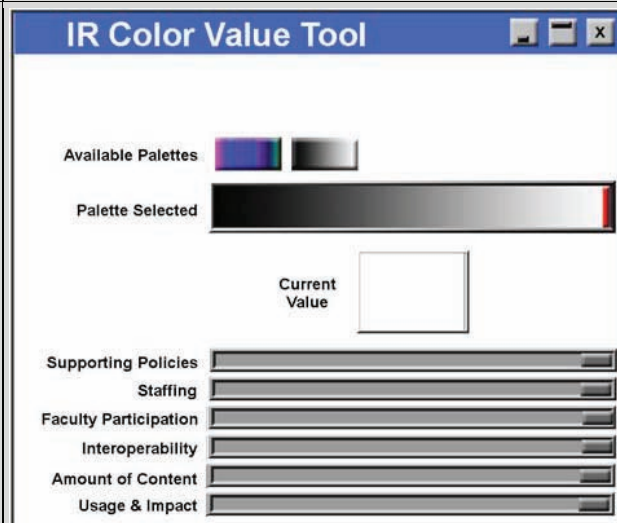 IR Color Value Tool
x
Available Palettes
Palette Selected
Current
Value
Supporting Policies
Staffing
Faculty Participation
Interoperability
Amount of Content
Usage & Impact